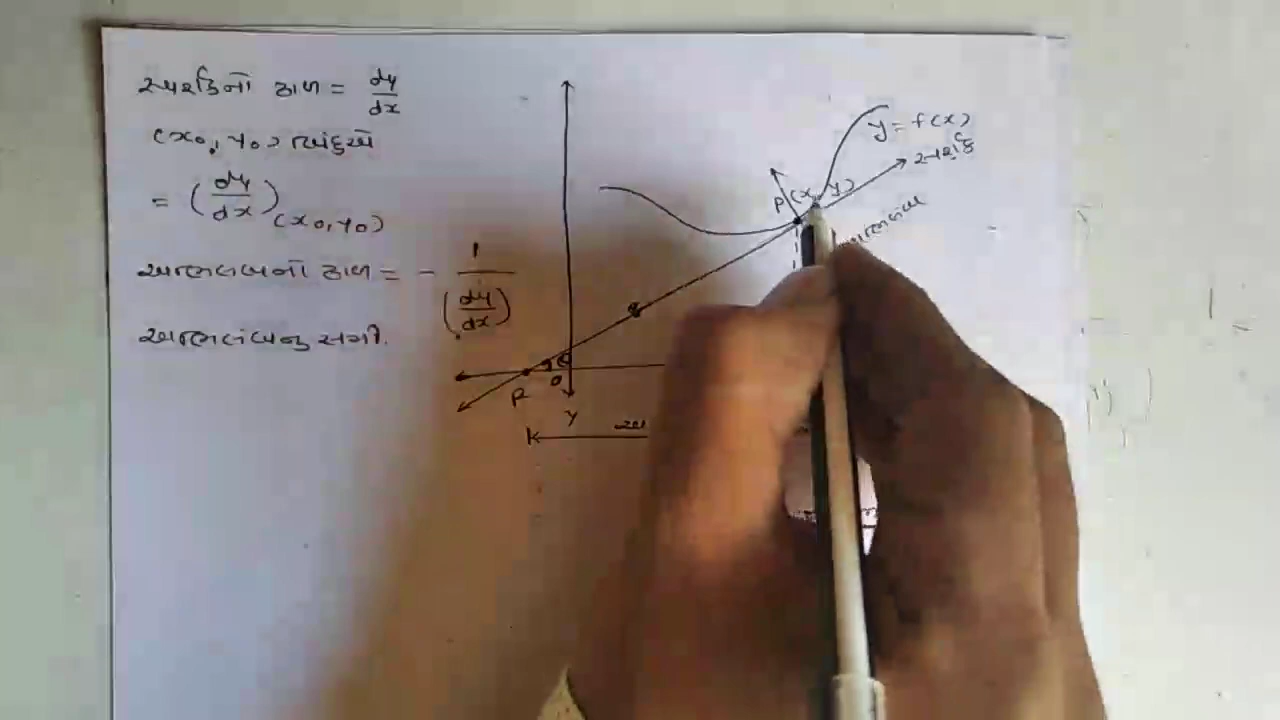 સ્પર્શકનો ઢાળ = dy/dx
(x₀, y₀) બિંદુએ
= (dy/dx)(x₀, y₀)
અભિલંબનો ઢાળ = - 1/(dy/dx)
અભિલંબનુ સમી.
y = f(x)
સ્પર્શક
P(x, y)
અભિલંબ
θ
O
R
Y